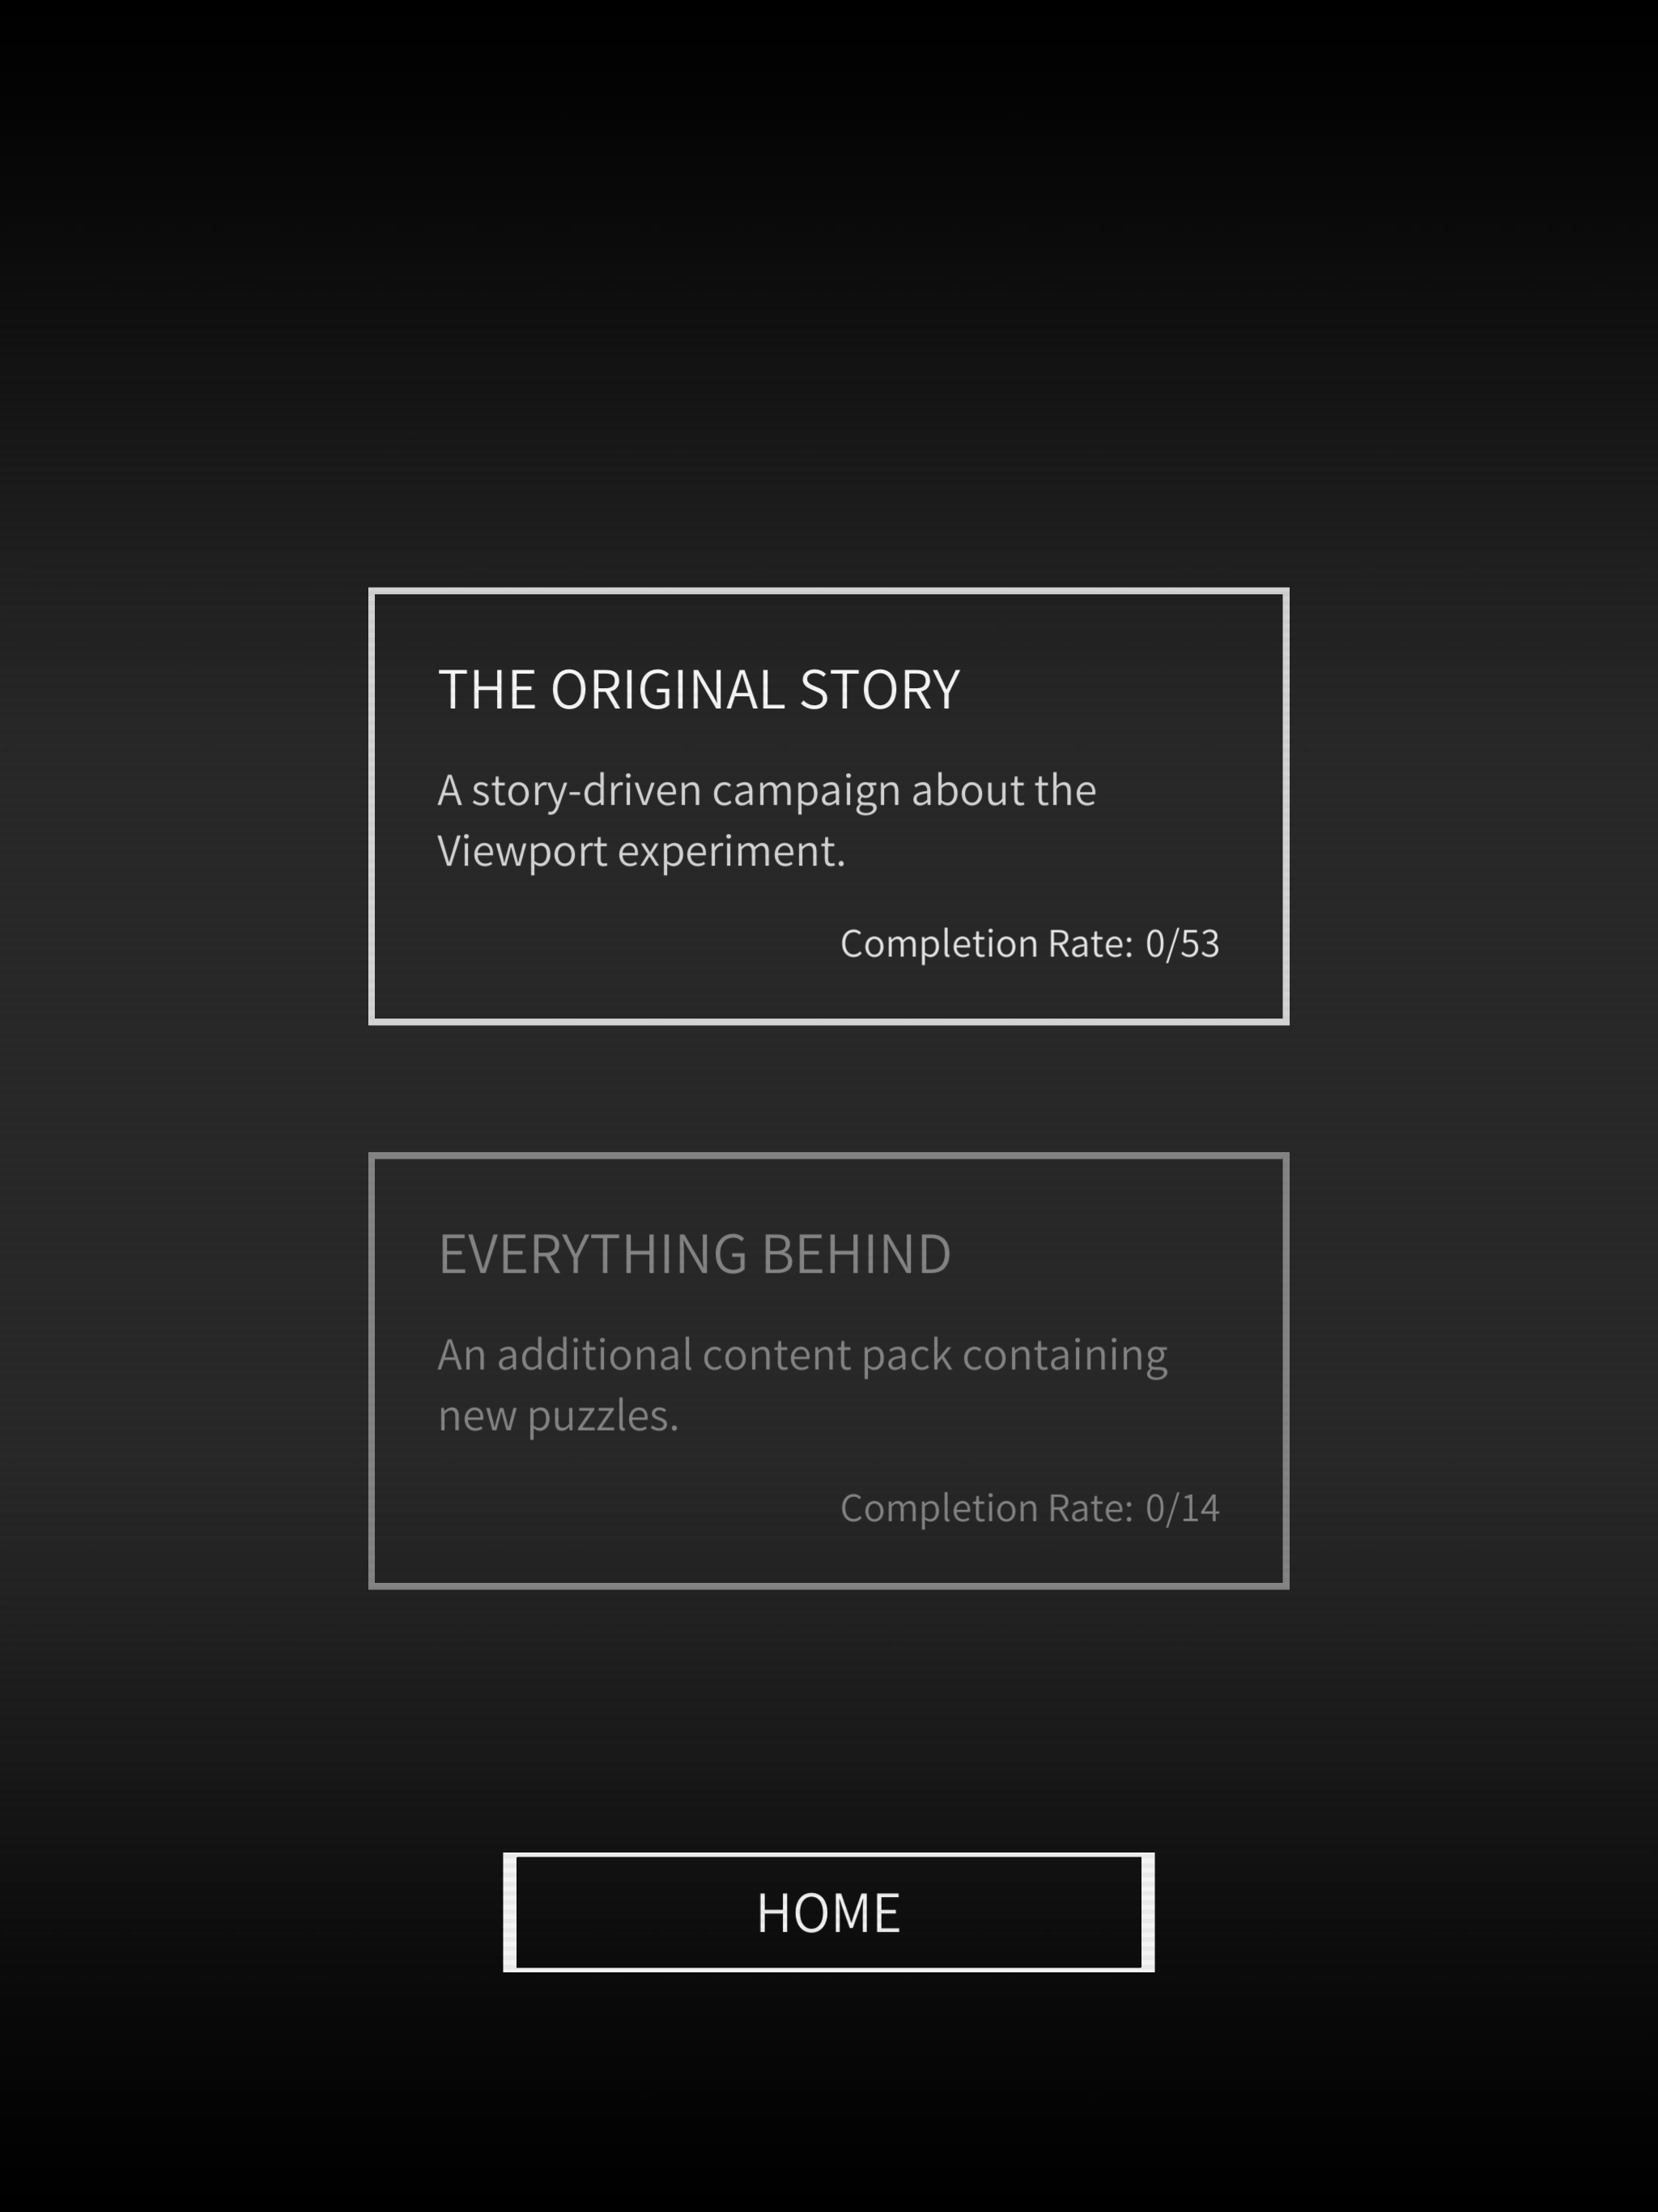 THE ORIGINAL STORY
A story-driven campaign about the
Viewport experiment.
Completion Rate: 0/53
EVERYTHING BEHIND
An additional content pack containing
new puzzles.
Completion Rate: 0/14
HOME